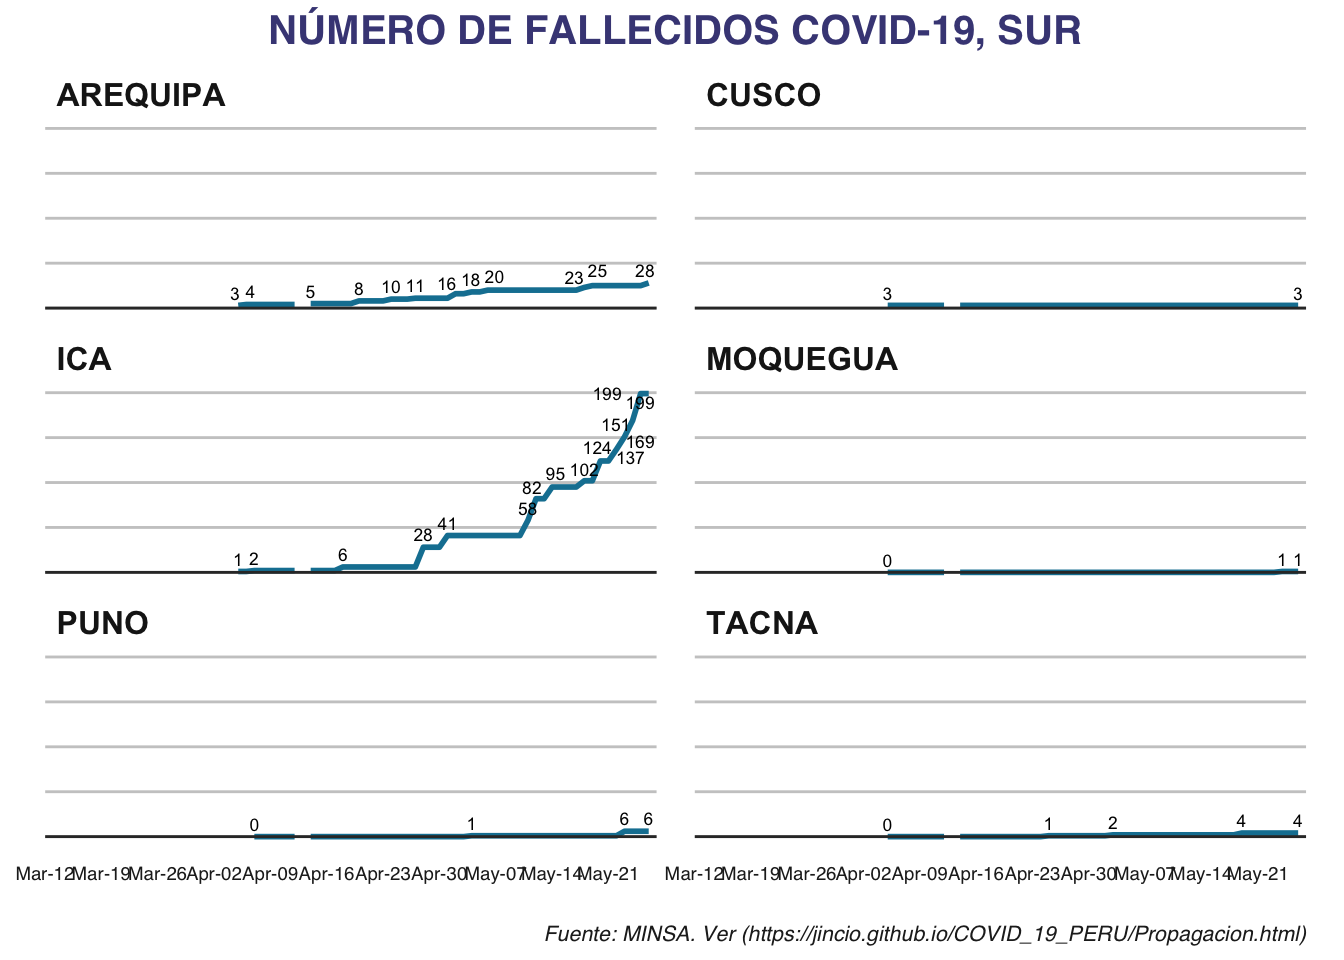 NÚMERO DE FALLECIDOS COVID-19, SUR
AREQUIPA
3 4 5 8 10 11 16 18 20 23 25 28
CUSCO
3 3
ICA
1 2 6 28 41 58 82 95 102 124 137 151 169 199 199
MOQUEGUA
0 1 1
PUNO
0 1 6 6
TACNA
0 1 2 4 4
Mar-12 Mar-19 Mar-26 Apr-02 Apr-09 Apr-16 Apr-23 Apr-30 May-07 May-14 May-21
Mar-12 Mar-19 Mar-26 Apr-02 Apr-09 Apr-16 Apr-23 Apr-30 May-07 May-14 May-21
Fuente: MINSA. Ver (https://jincio.github.io/COVID_19_PERU/Propagacion.html)